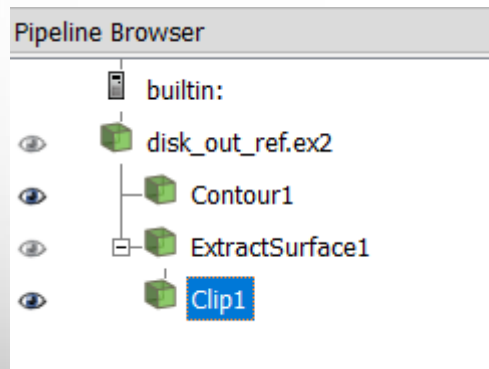 Pipeline Browser
builtin:
disk_out_ref.ex2
Contour1
ExtractSurface1
Clip1